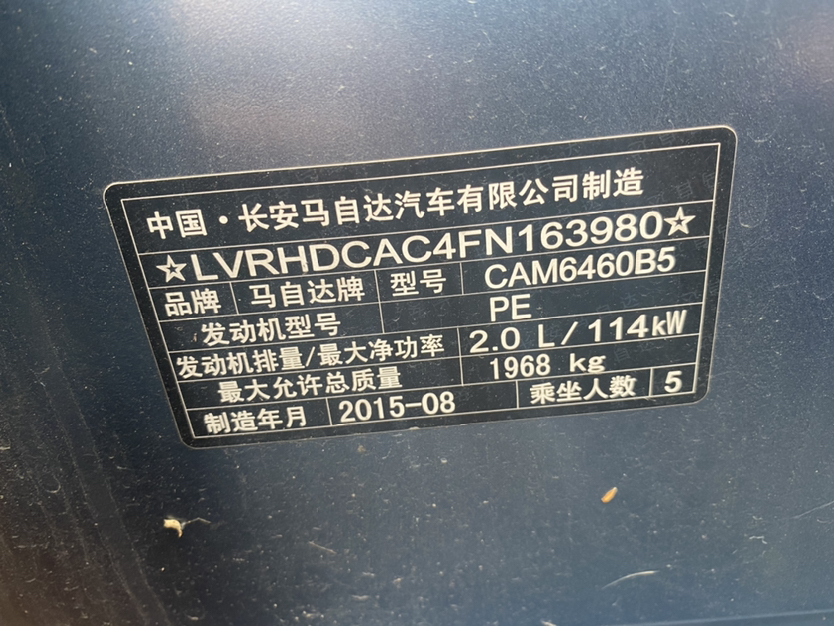 中国·长安马自达汽车有限公司制造
☆LVRHDCAC4FN163980☆
品牌 马自达牌 型号 CAM6460B5
发动机型号 PE
发动机排量/最大净功率 2.0 L/114kW
最大允许总质量 1968 kg
制造年月 2015-08 乘坐人数 5